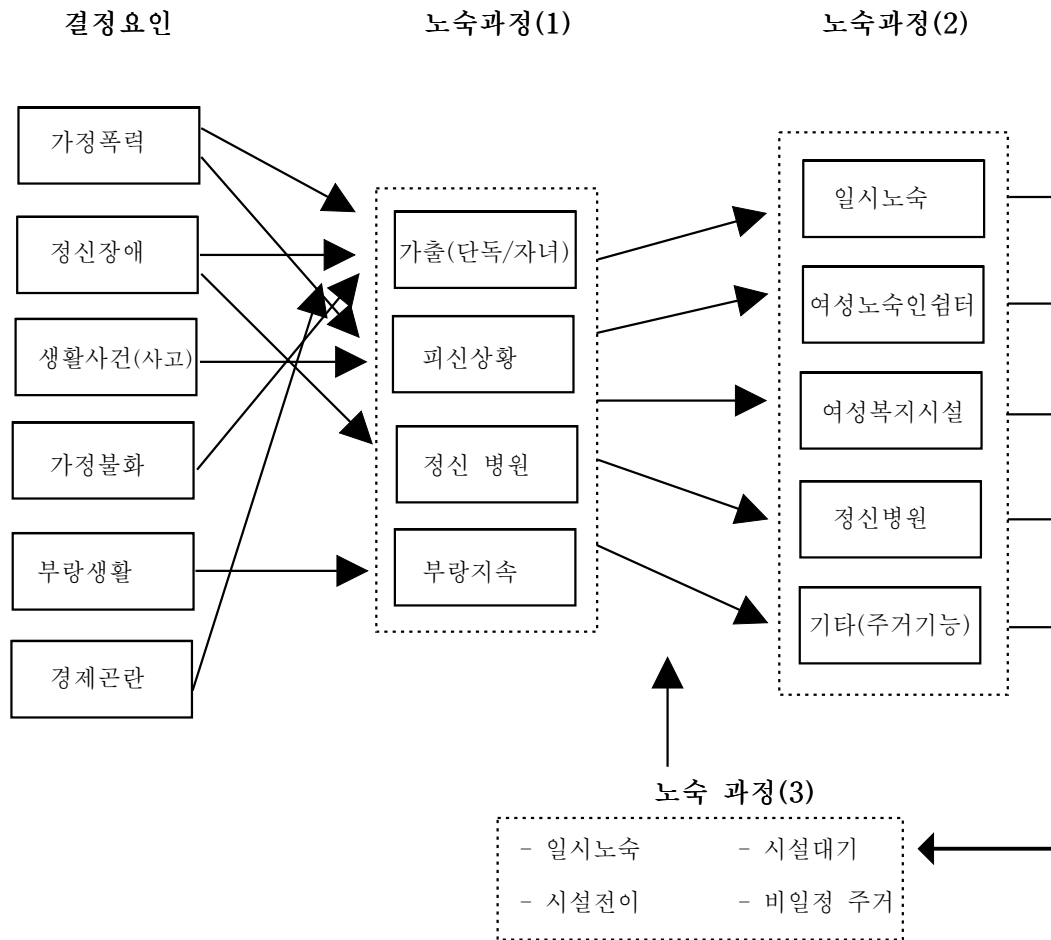 결정요인
노숙과정(1)
노숙과정(2)
가정폭력
정신장애
생활사건(사고)
가정불화
부랑생활
경제곤란
가출(단독/자녀)
피신상황
정신 병원
부랑지속
일시노숙
여성노숙인쉼터
여성복지시설
정신병원
기타(주거기능)
노숙 과정(3)
- 일시노숙
- 시설대기
- 시설전이
- 비일정 주거